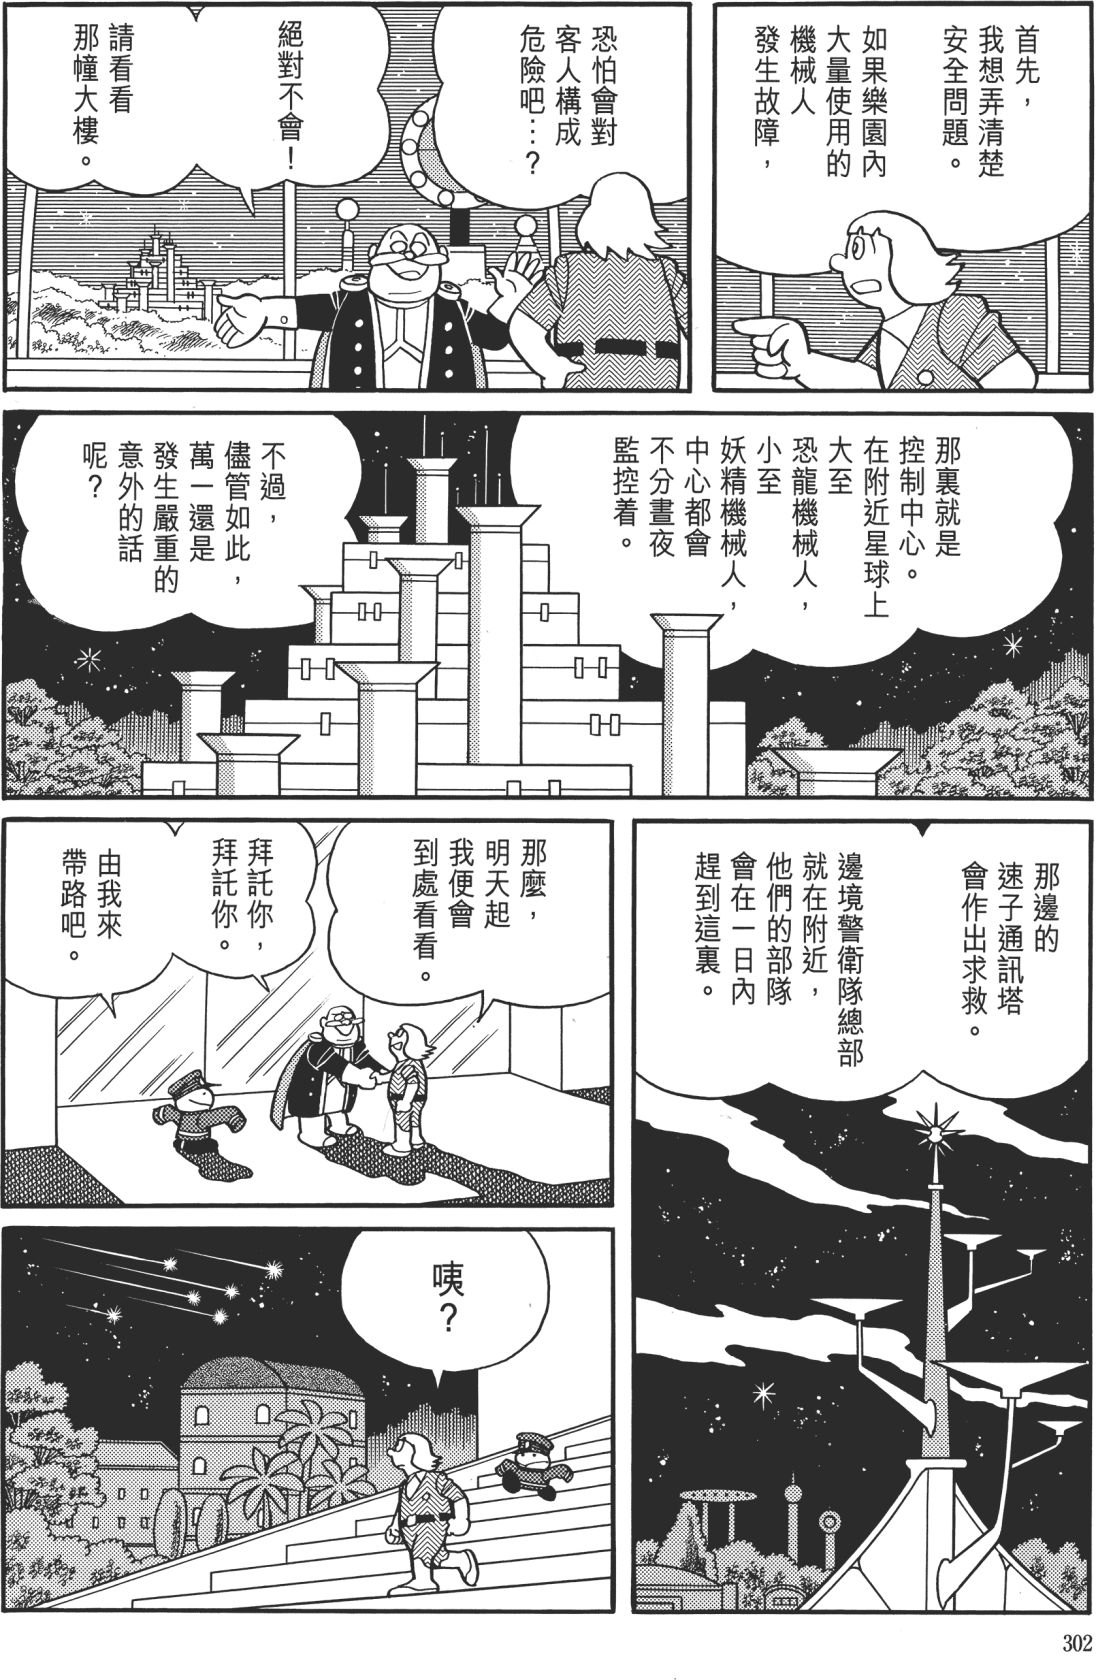 首先，
我想弄清楚
安全問題。
如果樂園內
大量使用的
機械人
發生故障，
恐怕會對
客人構成
危險吧…？
絕對不會！
請看看
那幢大樓。
那裏就是
控制中心。
在附近星球上
大至
恐龍機械人，
小至
妖精機械人，
中心都會
不分晝夜
監控着。
不過，
儘管如此，
萬一還是
發生嚴重的
意外的話
呢？
那邊的
速子通訊塔
會作出求救。
邊境警衛隊總部
就在附近，
他們的部隊
會在一日內
趕到這裏。
那麼，
明天起
我便會
到處看看。
拜託你，
拜託你。
由我來
帶路吧。
咦？
302